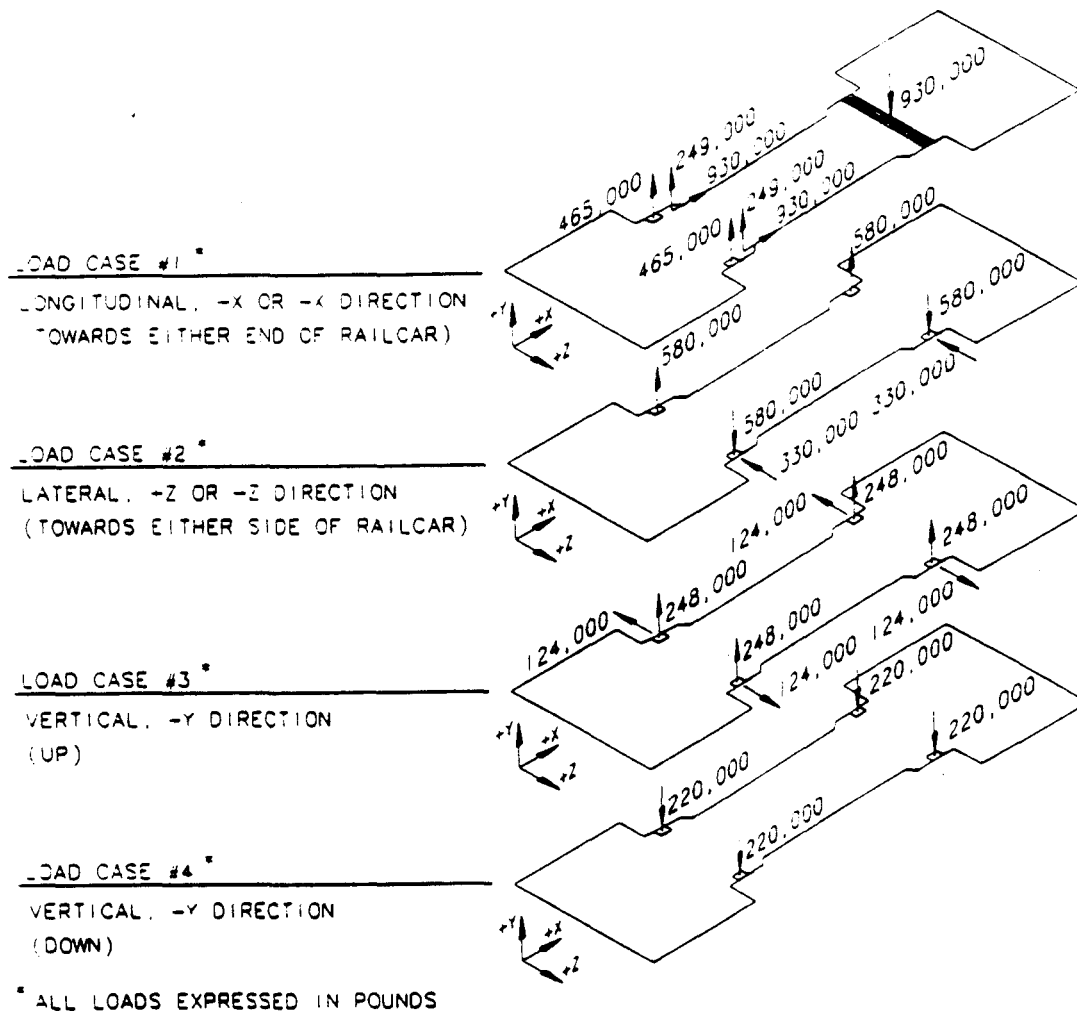 930,000
249,000
930,000
465,000
249,000
930,000
465,000
LOAD CASE #1 *
LONGITUDINAL, -X OR -X DIRECTION
TOWARDS EITHER END OF RAILCAR)
+Y
+X
+Z
580,000
580,000
580,000
580,000
330,000
330,000
LOAD CASE #2 *
LATERAL, +Z OR -Z DIRECTION
(TOWARDS EITHER SIDE OF RAILCAR)
+Y
+X
+Z
248,000
124,000
248,000
248,000
124,000
248,000
124,000
124,000
LOAD CASE #3 *
VERTICAL, -Y DIRECTION
(UP)
+Y
+X
+Z
220,000
220,000
220,000
220,000
LOAD CASE #4 *
VERTICAL, -Y DIRECTION
(DOWN)
+Y
+X
+Z
* ALL LOADS EXPRESSED IN POUNDS